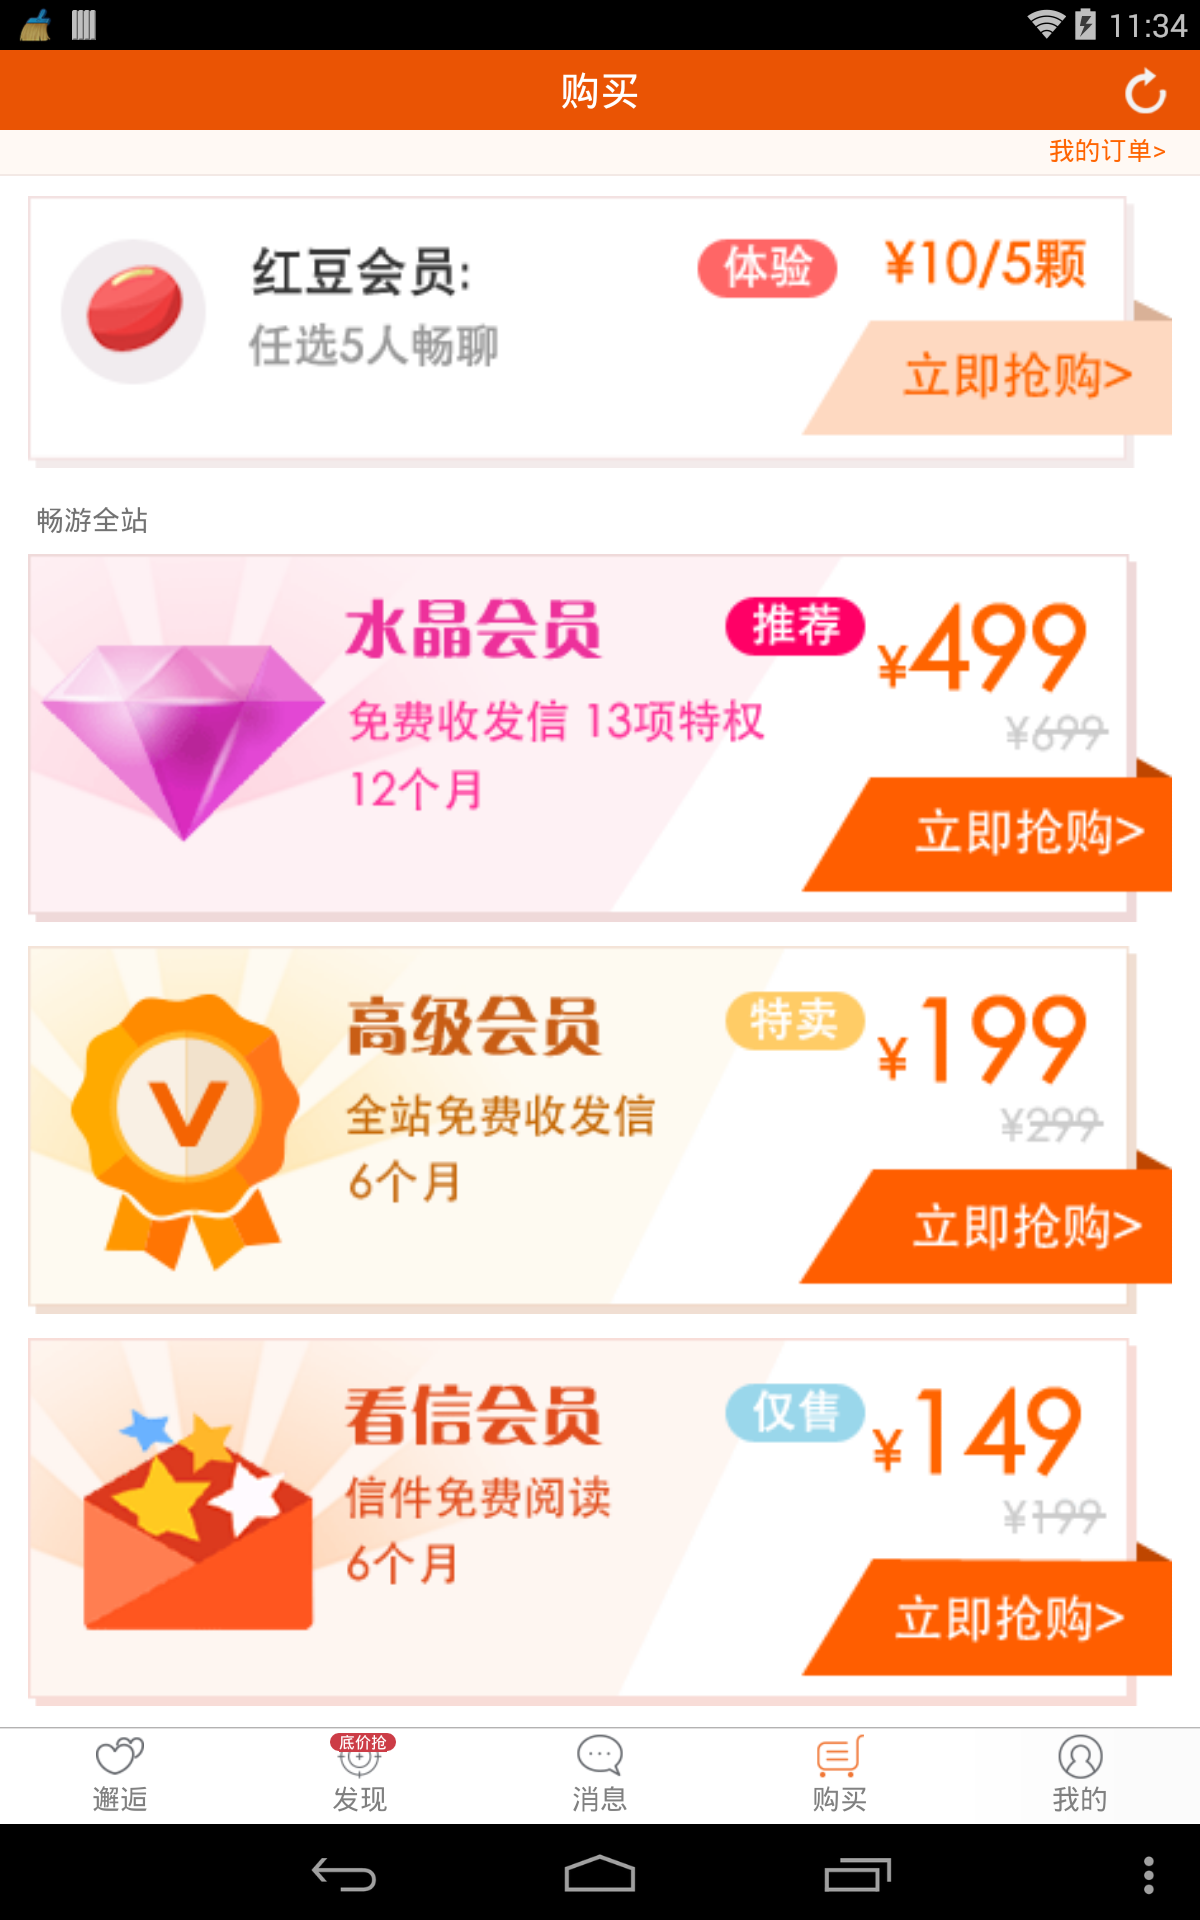 11:34
购买
我的订单>
红豆会员:
体验
¥10/5颗
任选5人畅聊
立即抢购>
畅游全站
水晶会员
推荐
¥499
免费收发信 13项特权
¥699
12个月
立即抢购>
高级会员
特卖
¥199
全站免费收发信
¥299
6个月
立即抢购>
看信会员
仅售
¥149
信件免费阅读
¥199
6个月
立即抢购>
底价抢
邂逅
发现
消息
购买
我的